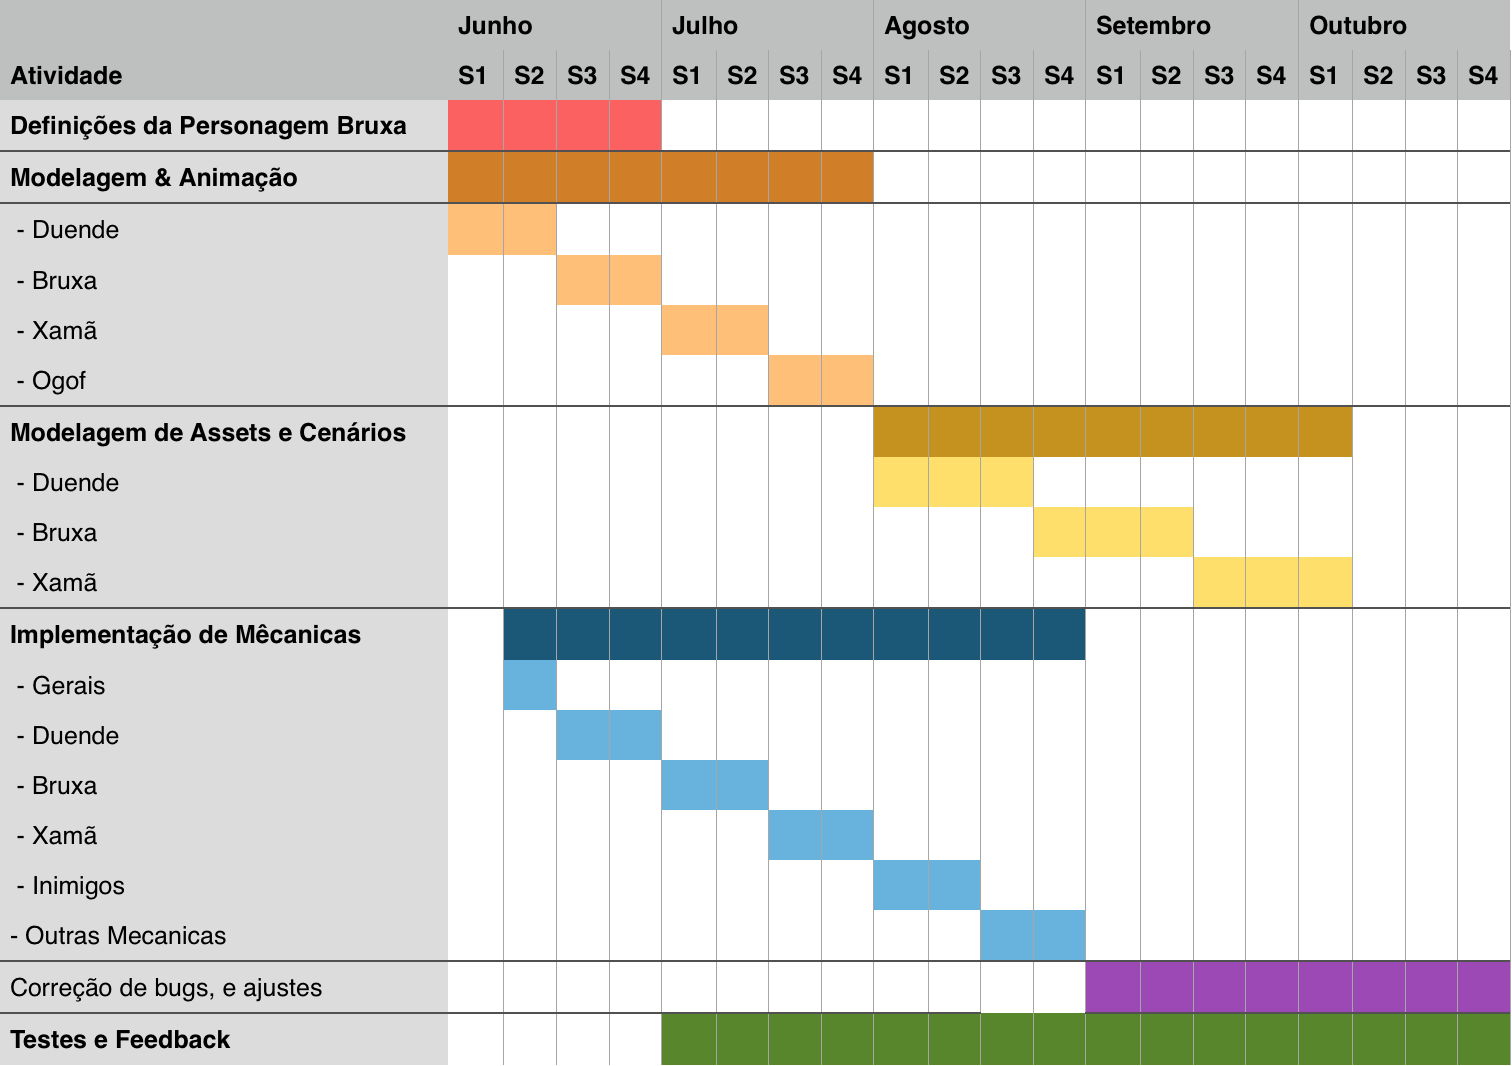 Junho Julho Agosto Setembro Outubro
Atividade S1 S2 S3 S4 S1 S2 S3 S4 S1 S2 S3 S4 S1 S2 S3 S4 S1 S2 S3 S4
Definições da Personagem Bruxa
Modelagem & Animação
- Duende
- Bruxa
- Xamã
- Ogof
Modelagem de Assets e Cenários
- Duende
- Bruxa
- Xamã
Implementação de Mêcanicas
- Gerais
- Duende
- Bruxa
- Xamã
- Inimigos
- Outras Mecanicas
Correção de bugs, e ajustes
Testes e Feedback